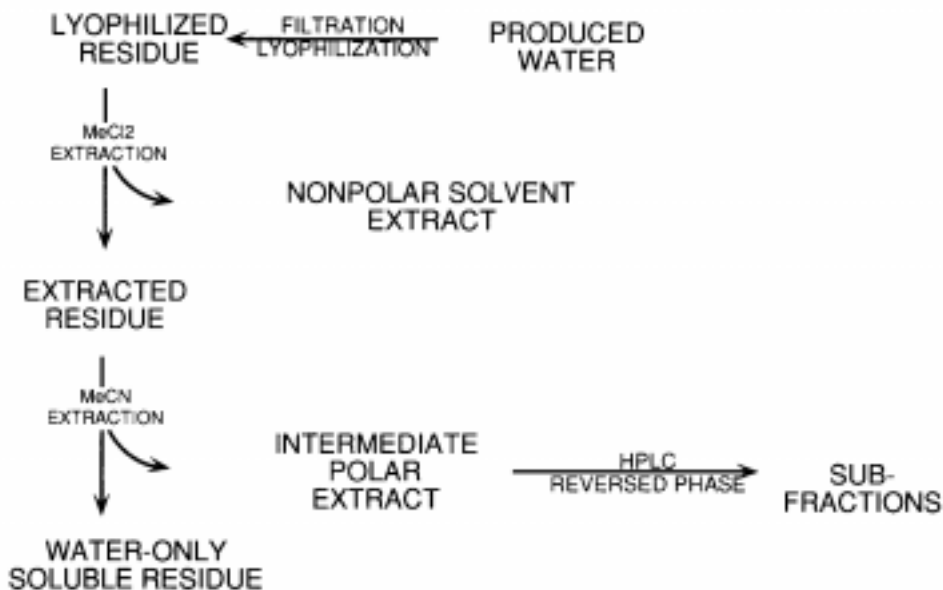 LYOPHILIZED
RESIDUE
FILTRATION
LYOPHILIZATION
PRODUCED
WATER
MeCl2
EXTRACTION
NONPOLAR SOLVENT
EXTRACT
EXTRACTED
RESIDUE
MeCN
EXTRACTION
INTERMEDIATE
POLAR
EXTRACT
HPLC
REVERSED PHASE
SUB-
FRACTIONS
WATER-ONLY
SOLUBLE RESIDUE